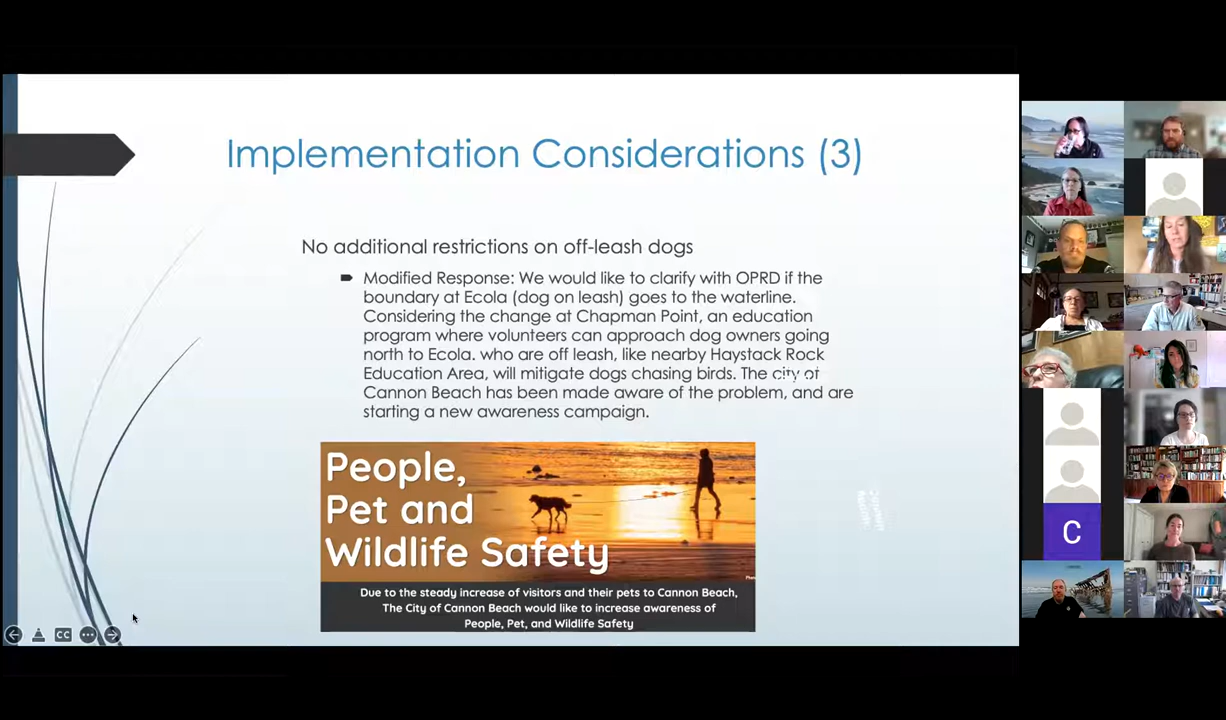 Implementation Considerations (3)
No additional restrictions on off-leash dogs
Modified Response: We would like to clarify with OPRD if the
boundary at Ecola (dog on leash) goes to the waterline.
Considering the change at Chapman Point, an education
program where volunteers can approach dog owners going
north to Ecola. who are off leash, like nearby Haystack Rock
Education Area, will mitigate dogs chasing birds. The city of
Cannon Beach has been made aware of the problem, and are
starting a new awareness campaign.
People,
Pet and
Wildlife Safety
Due to the steady increase of visitors and their pets to Cannon Beach,
The City of Cannon Beach would like to increase awareness of
People, Pet, and Wildlife Safety
CC
C